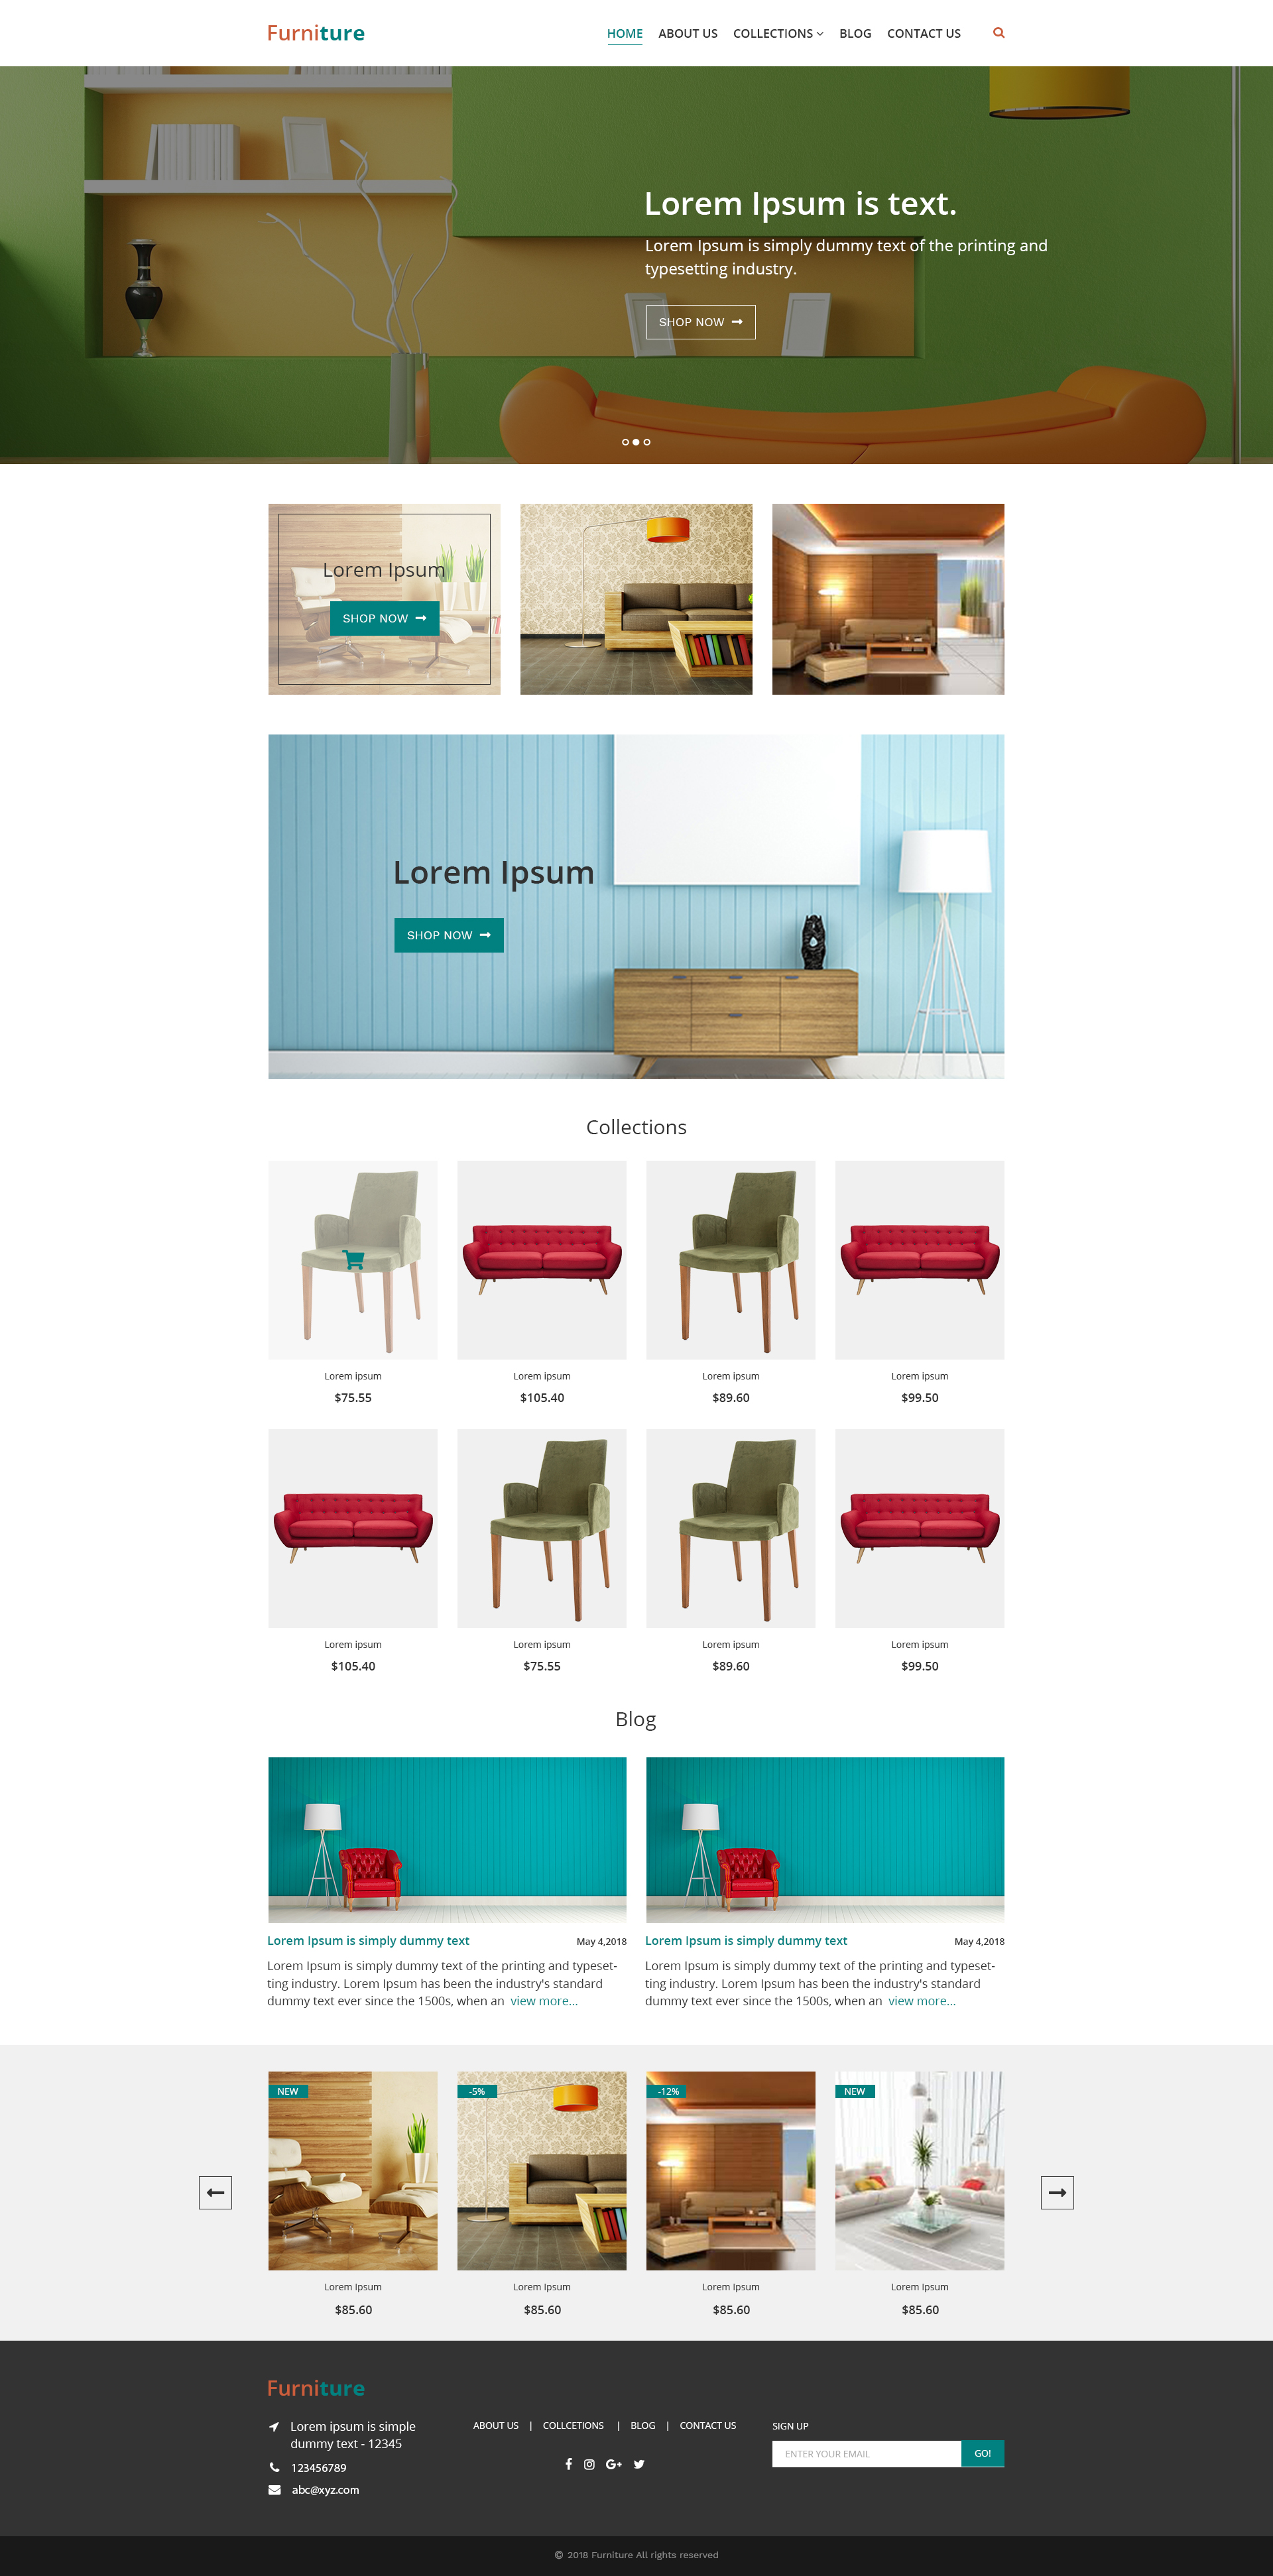 Furniture
HOME ABOUT US COLLECTIONS BLOG CONTACT US
Lorem Ipsum is text.
Lorem Ipsum is simply dummy text of the printing and
typesetting industry.
SHOP NOW
Lorem Ipsum
SHOP NOW
Lorem Ipsum
SHOP NOW
Collections
Lorem ipsum Lorem ipsum Lorem ipsum Lorem ipsum
$75.55 $105.40 $89.60 $99.50
Lorem ipsum Lorem ipsum Lorem ipsum Lorem ipsum
$105.40 $75.55 $89.60 $99.50
Blog
Lorem Ipsum is simply dummy text May 4,2018
Lorem Ipsum is simply dummy text of the printing and typeset-
ting industry. Lorem Ipsum has been the industry's standard
dummy text ever since the 1500s, when an view more...
Lorem Ipsum is simply dummy text May 4,2018
Lorem Ipsum is simply dummy text of the printing and typeset-
ting industry. Lorem Ipsum has been the industry's standard
dummy text ever since the 1500s, when an view more...
NEW -5% -12% NEW
Lorem Ipsum Lorem Ipsum Lorem Ipsum Lorem Ipsum
$85.60 $85.60 $85.60 $85.60
Furniture
Lorem ipsum is simple
dummy text - 12345
123456789
abc@xyz.com
ABOUT US | COLLCETIONS | BLOG | CONTACT US
SIGN UP
ENTER YOUR EMAIL GO!
© 2018 Furniture All rights reserved